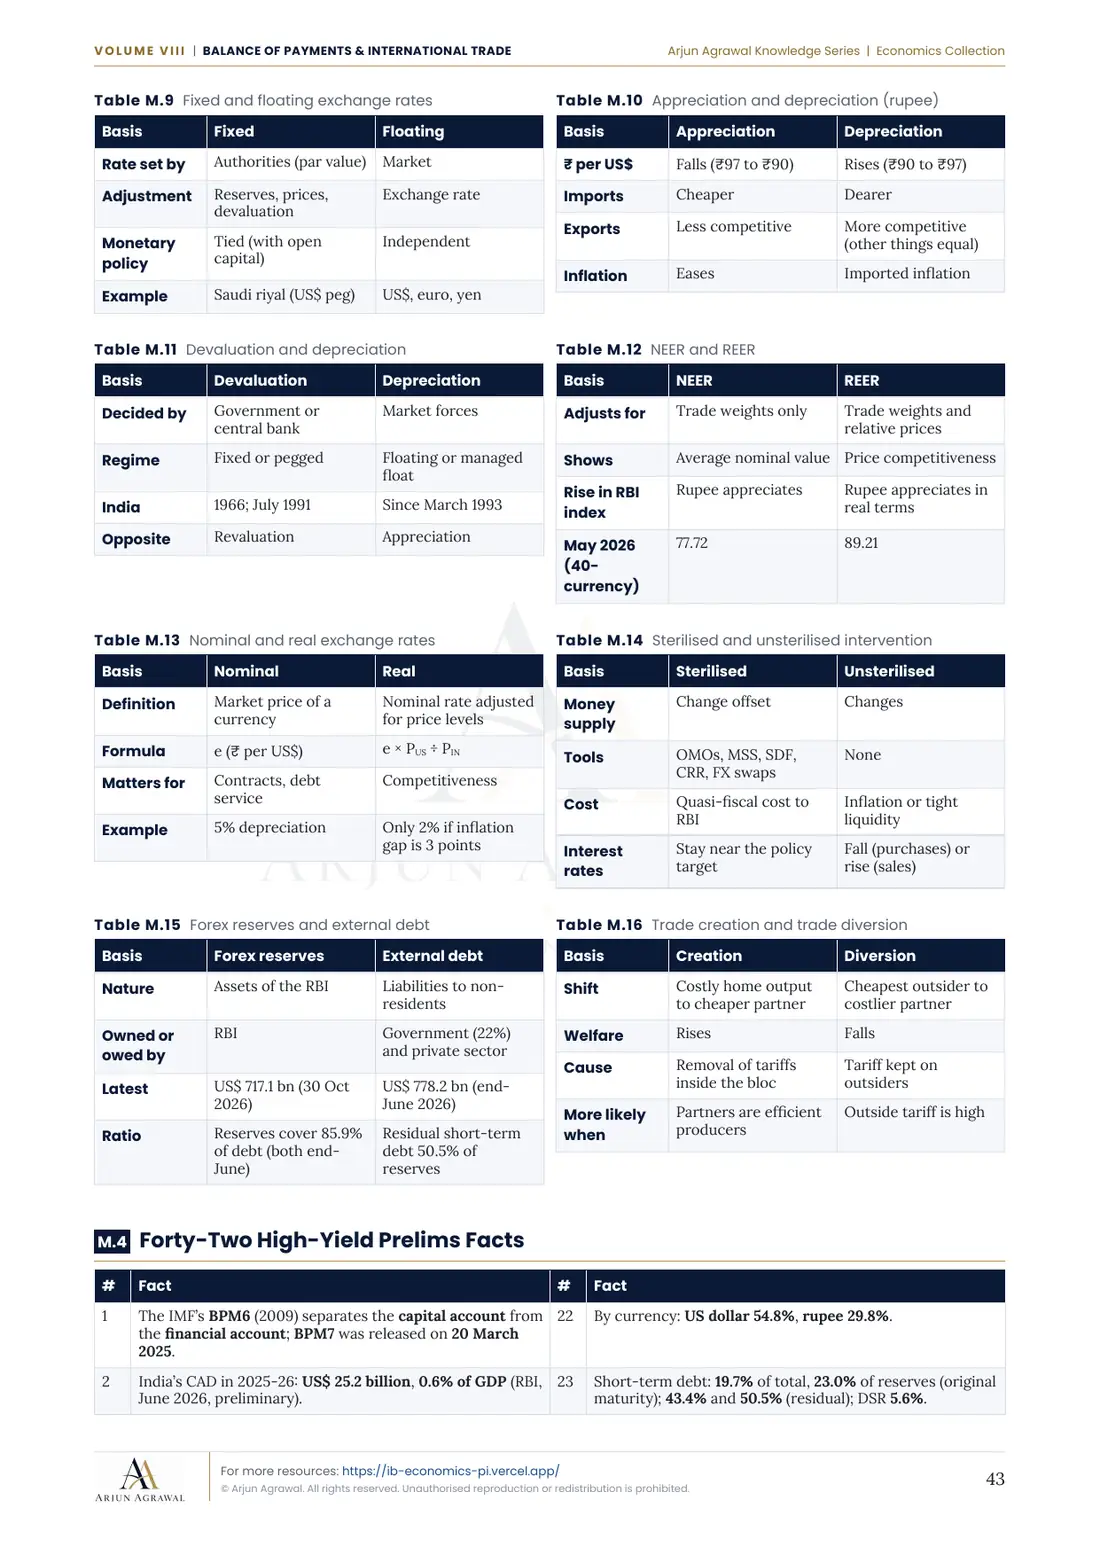 VOLUME VIII | BALANCE OF PAYMENTS & INTERNATIONAL TRADE
Arjun Agrawal Knowledge Series | Economics Collection
Table M.9 Fixed and floating exchange rates
Basis Fixed Floating
Rate set by Authorities (par value) Market
Adjustment Reserves, prices, Exchange rate
devaluation
Monetary Tied (with open Independent
policy capital)
Example Saudi riyal (US$ peg) US$, euro, yen
Table M.10 Appreciation and depreciation (rupee)
Basis Appreciation Depreciation
₹ per US$ Falls (₹97 to ₹90) Rises (₹90 to ₹97)
Imports Cheaper Dearer
Exports Less competitive More competitive
(other things equal)
Inflation Eases Imported inflation
Table M.11 Devaluation and depreciation
Basis Devaluation Depreciation
Decided by Government or Market forces
central bank
Regime Fixed or pegged Floating or managed
float
India 1966; July 1991 Since March 1993
Opposite Revaluation Appreciation
Table M.12 NEER and REER
Basis NEER REER
Adjusts for Trade weights only Trade weights and
relative prices
Shows Average nominal value Price competitiveness
Rise in RBI Rupee appreciates Rupee appreciates in
index real terms
May 2026 77.72 89.21
(40-
currency)
Table M.13 Nominal and real exchange rates
Basis Nominal Real
Definition Market price of a Nominal rate adjusted
currency for price levels
Formula e (₹ per US$) e × PUS ÷ PIN
Matters for Contracts, debt Competitiveness
service
Example 5% depreciation Only 2% if inflation
gap is 3 points
Table M.14 Sterilised and unsterilised intervention
Basis Sterilised Unsterilised
Money Change offset Changes
supply
Tools OMOs, MSS, SDF, None
CRR, FX swaps
Cost Quasi-fiscal cost to Inflation or tight
RBI liquidity
Interest Stay near the policy Fall (purchases) or
rates target rise (sales)
Table M.15 Forex reserves and external debt
Basis Forex reserves External debt
Nature Assets of the RBI Liabilities to non-
residents
Owned or RBI Government (22%)
owed by and private sector
Latest US$ 717.1 bn (30 Oct US$ 778.2 bn (end-
2026) June 2026)
Ratio Reserves cover 85.9% Residual short-term
of debt (both end- debt 50.5% of
June) reserves
Table M.16 Trade creation and trade diversion
Basis Creation Diversion
Shift Costly home output Cheapest outsider to
to cheaper partner costlier partner
Welfare Rises Falls
Cause Removal of tariffs Tariff kept on
inside the bloc outsiders
More likely Partners are efficient Outside tariff is high
when producers
M.4 Forty-Two High-Yield Prelims Facts
# Fact # Fact
1 The IMF's BPM6 (2009) separates the capital account from 22 By currency: US dollar 54.8%, rupee 29.8%.
the financial account; BPM7 was released on 20 March
2025.
2 India's CAD in 2025-26: US$ 25.2 billion, 0.6% of GDP (RBI, 23 Short-term debt: 19.7% of total, 23.0% of reserves (original
June 2026, preliminary). maturity); 43.4% and 50.5% (residual); DSR 5.6%.
ARJUN AGRAWAL
For more resources: https://ib-economics-pi.vercel.app/
© Arjun Agrawal. All rights reserved. Unauthorised reproduction or redistribution is prohibited.
43